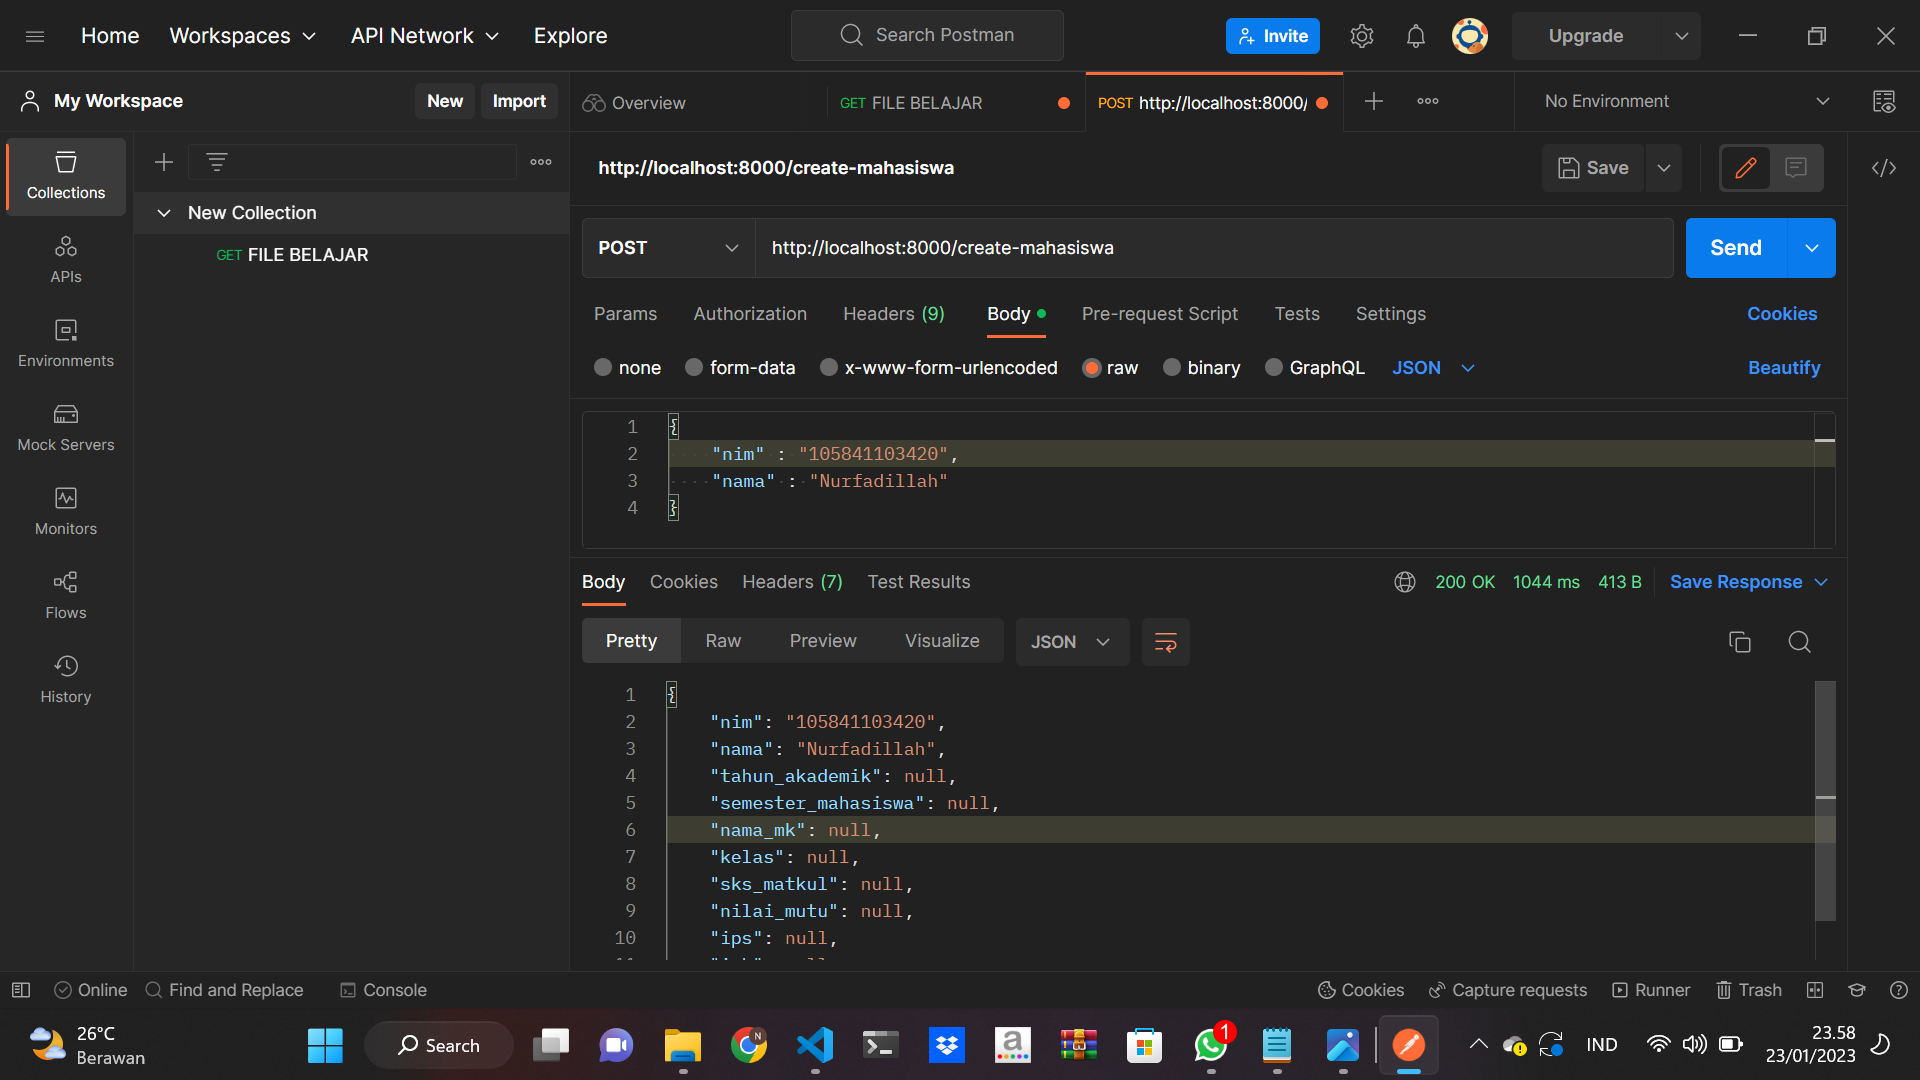 Home
Workspaces
API Network
Explore
Search Postman
Invite
Upgrade
My Workspace
New
Import
Overview
GET FILE BELAJAR
POST http://localhost:8000/
No Environment
Collections
APIs
Environments
Mock Servers
Monitors
Flows
History
New Collection
GET FILE BELAJAR
http://localhost:8000/create-mahasiswa
Save
POST
http://localhost:8000/create-mahasiswa
Send
Params
Authorization
Headers (9)
Body
Pre-request Script
Tests
Settings
Cookies
none
form-data
x-www-form-urlencoded
raw
binary
GraphQL
JSON
Beautify
1 {
2 "nim" : "105841103420",
3 "nama" : "Nurfadillah"
4 }
Body
Cookies
Headers (7)
Test Results
200 OK
1044 ms
413 B
Save Response
Pretty
Raw
Preview
Visualize
JSON
1 {
2 "nim": "105841103420",
3 "nama": "Nurfadillah",
4 "tahun_akademik": null,
5 "semester_mahasiswa": null,
6 "nama_mk": null,
7 "kelas": null,
8 "sks_matkul": null,
9 "nilai_mutu": null,
10 "ips": null,
Online
Find and Replace
Console
Cookies
Capture requests
Runner
Trash
26°C
Berawan
Search
N
a
1
IND
23.58
23/01/2023